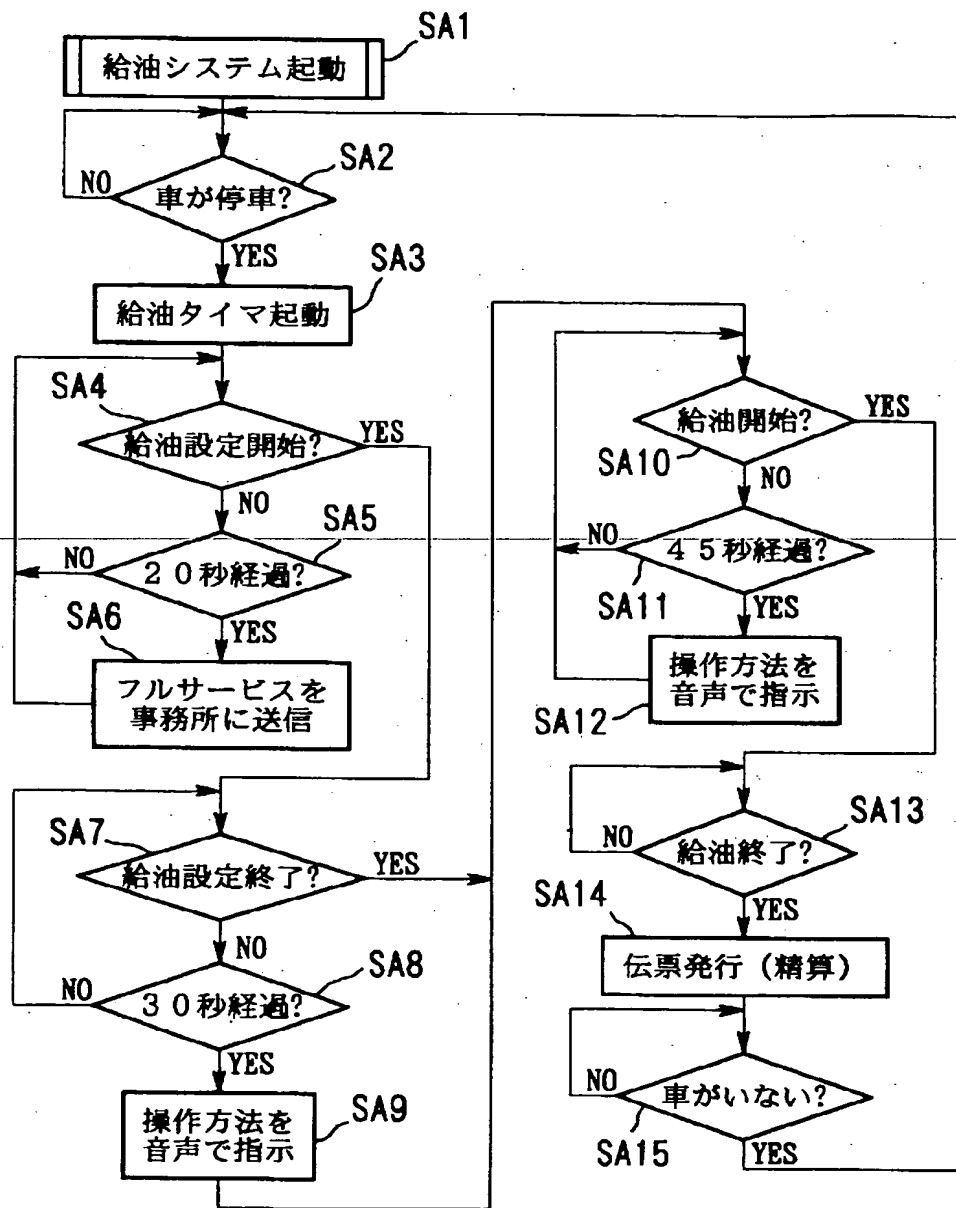 SA1
給油システム起動
SA2
車が停車?
NO
YES
SA3
給油タイマ起動
SA4
給油設定開始?
YES
NO
SA5
20秒経過?
NO
YES
SA6
フルサービスを
事務所に送信
SA7
給油設定終了?
YES
NO
SA8
30秒経過?
NO
YES
SA9
操作方法を
音声で指示
給油開始?
YES
SA10
NO
45秒経過?
NO
SA11
YES
操作方法を
音声で指示
SA12
SA13
給油終了?
NO
YES
SA14
伝票発行(精算)
車がいない?
NO
SA15
YES